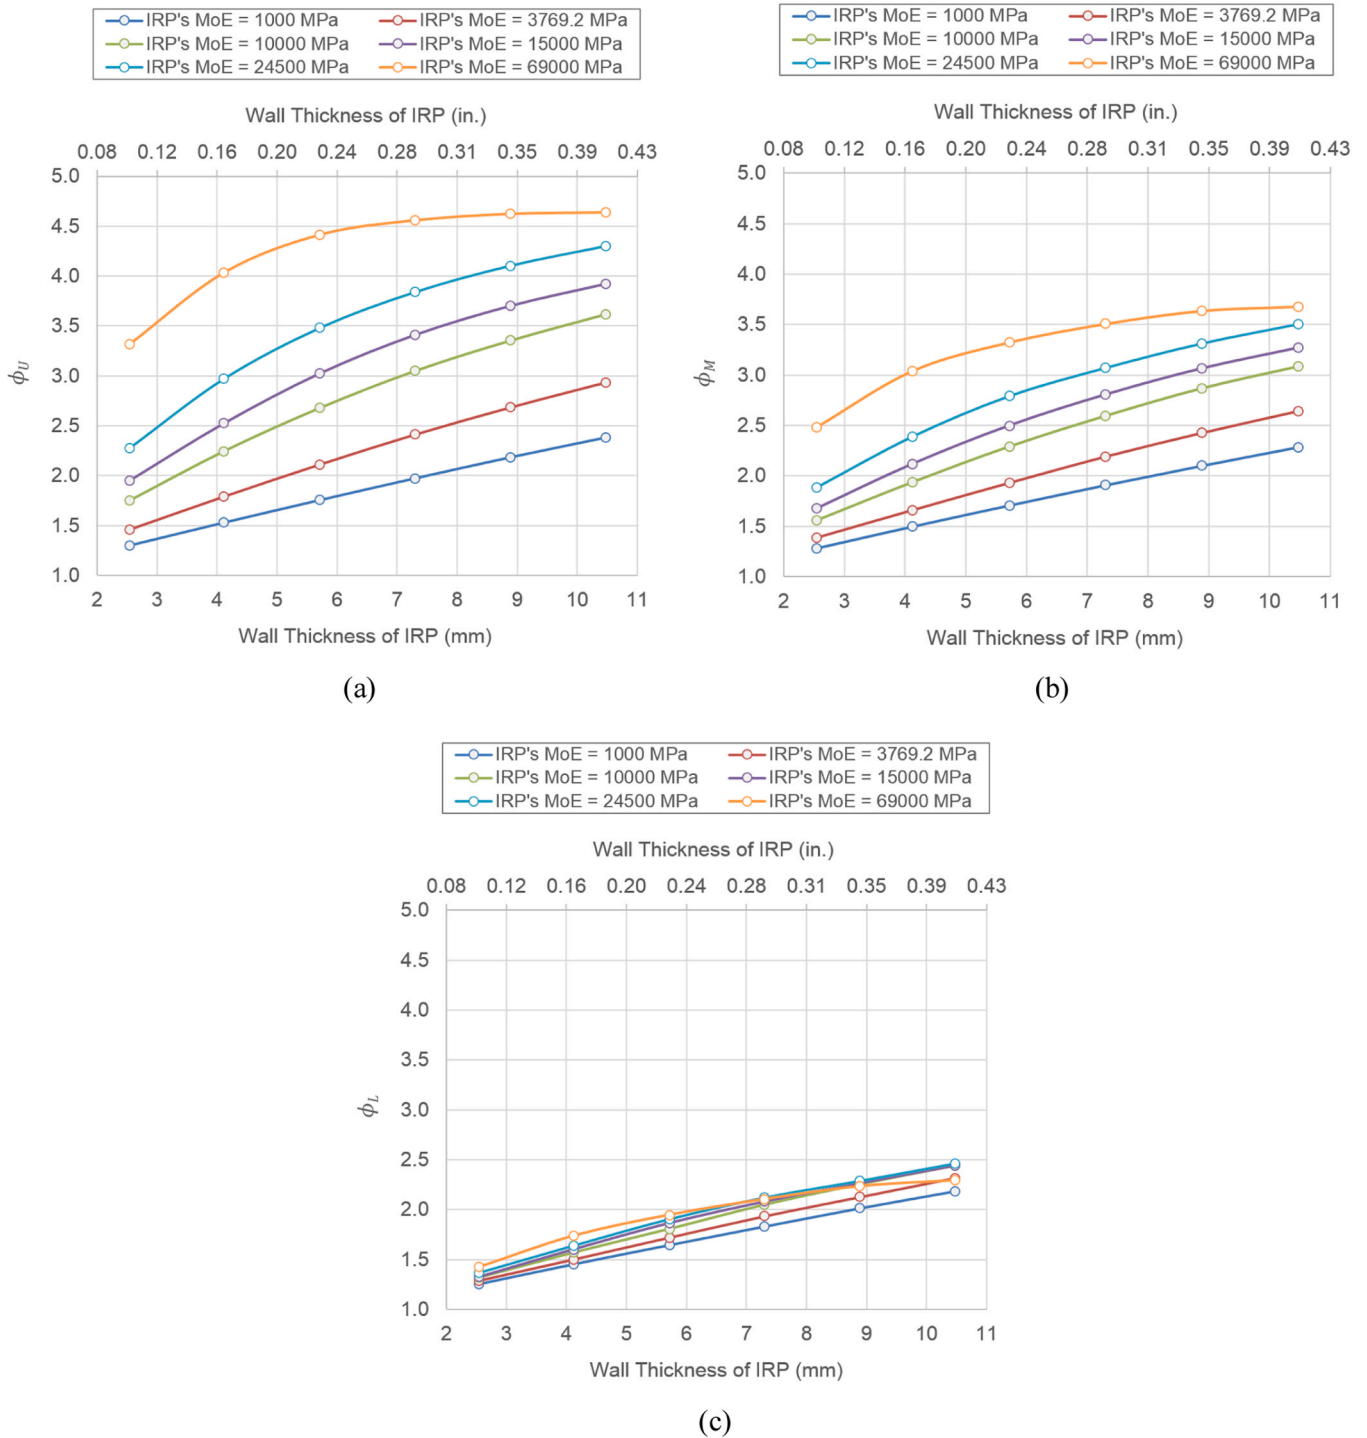 IRP's MoE = 1000 MPa IRP's MoE = 3769.2 MPa
IRP's MoE = 10000 MPa IRP's MoE = 15000 MPa
IRP's MoE = 24500 MPa IRP's MoE = 69000 MPa
Wall Thickness of IRP (in.)
0.08 0.12 0.16 0.20 0.24 0.28 0.31 0.35 0.39 0.43
5.0
4.5
4.0
3.5
3.0
2.5
2.0
1.5
1.0
ϕU
2 3 4 5 6 7 8 9 10 11
Wall Thickness of IRP (mm)
(a)
IRP's MoE = 1000 MPa IRP's MoE = 3769.2 MPa
IRP's MoE = 10000 MPa IRP's MoE = 15000 MPa
IRP's MoE = 24500 MPa IRP's MoE = 69000 MPa
Wall Thickness of IRP (in.)
0.08 0.12 0.16 0.20 0.24 0.28 0.31 0.35 0.39 0.43
5.0
4.5
4.0
3.5
3.0
2.5
2.0
1.5
1.0
ϕM
2 3 4 5 6 7 8 9 10 11
Wall Thickness of IRP (mm)
(b)
IRP's MoE = 1000 MPa IRP's MoE = 3769.2 MPa
IRP's MoE = 10000 MPa IRP's MoE = 15000 MPa
IRP's MoE = 24500 MPa IRP's MoE = 69000 MPa
Wall Thickness of IRP (in.)
0.08 0.12 0.16 0.20 0.24 0.28 0.31 0.35 0.39 0.43
5.0
4.5
4.0
3.5
3.0
2.5
2.0
1.5
1.0
ϕL
2 3 4 5 6 7 8 9 10 11
Wall Thickness of IRP (mm)
(c)